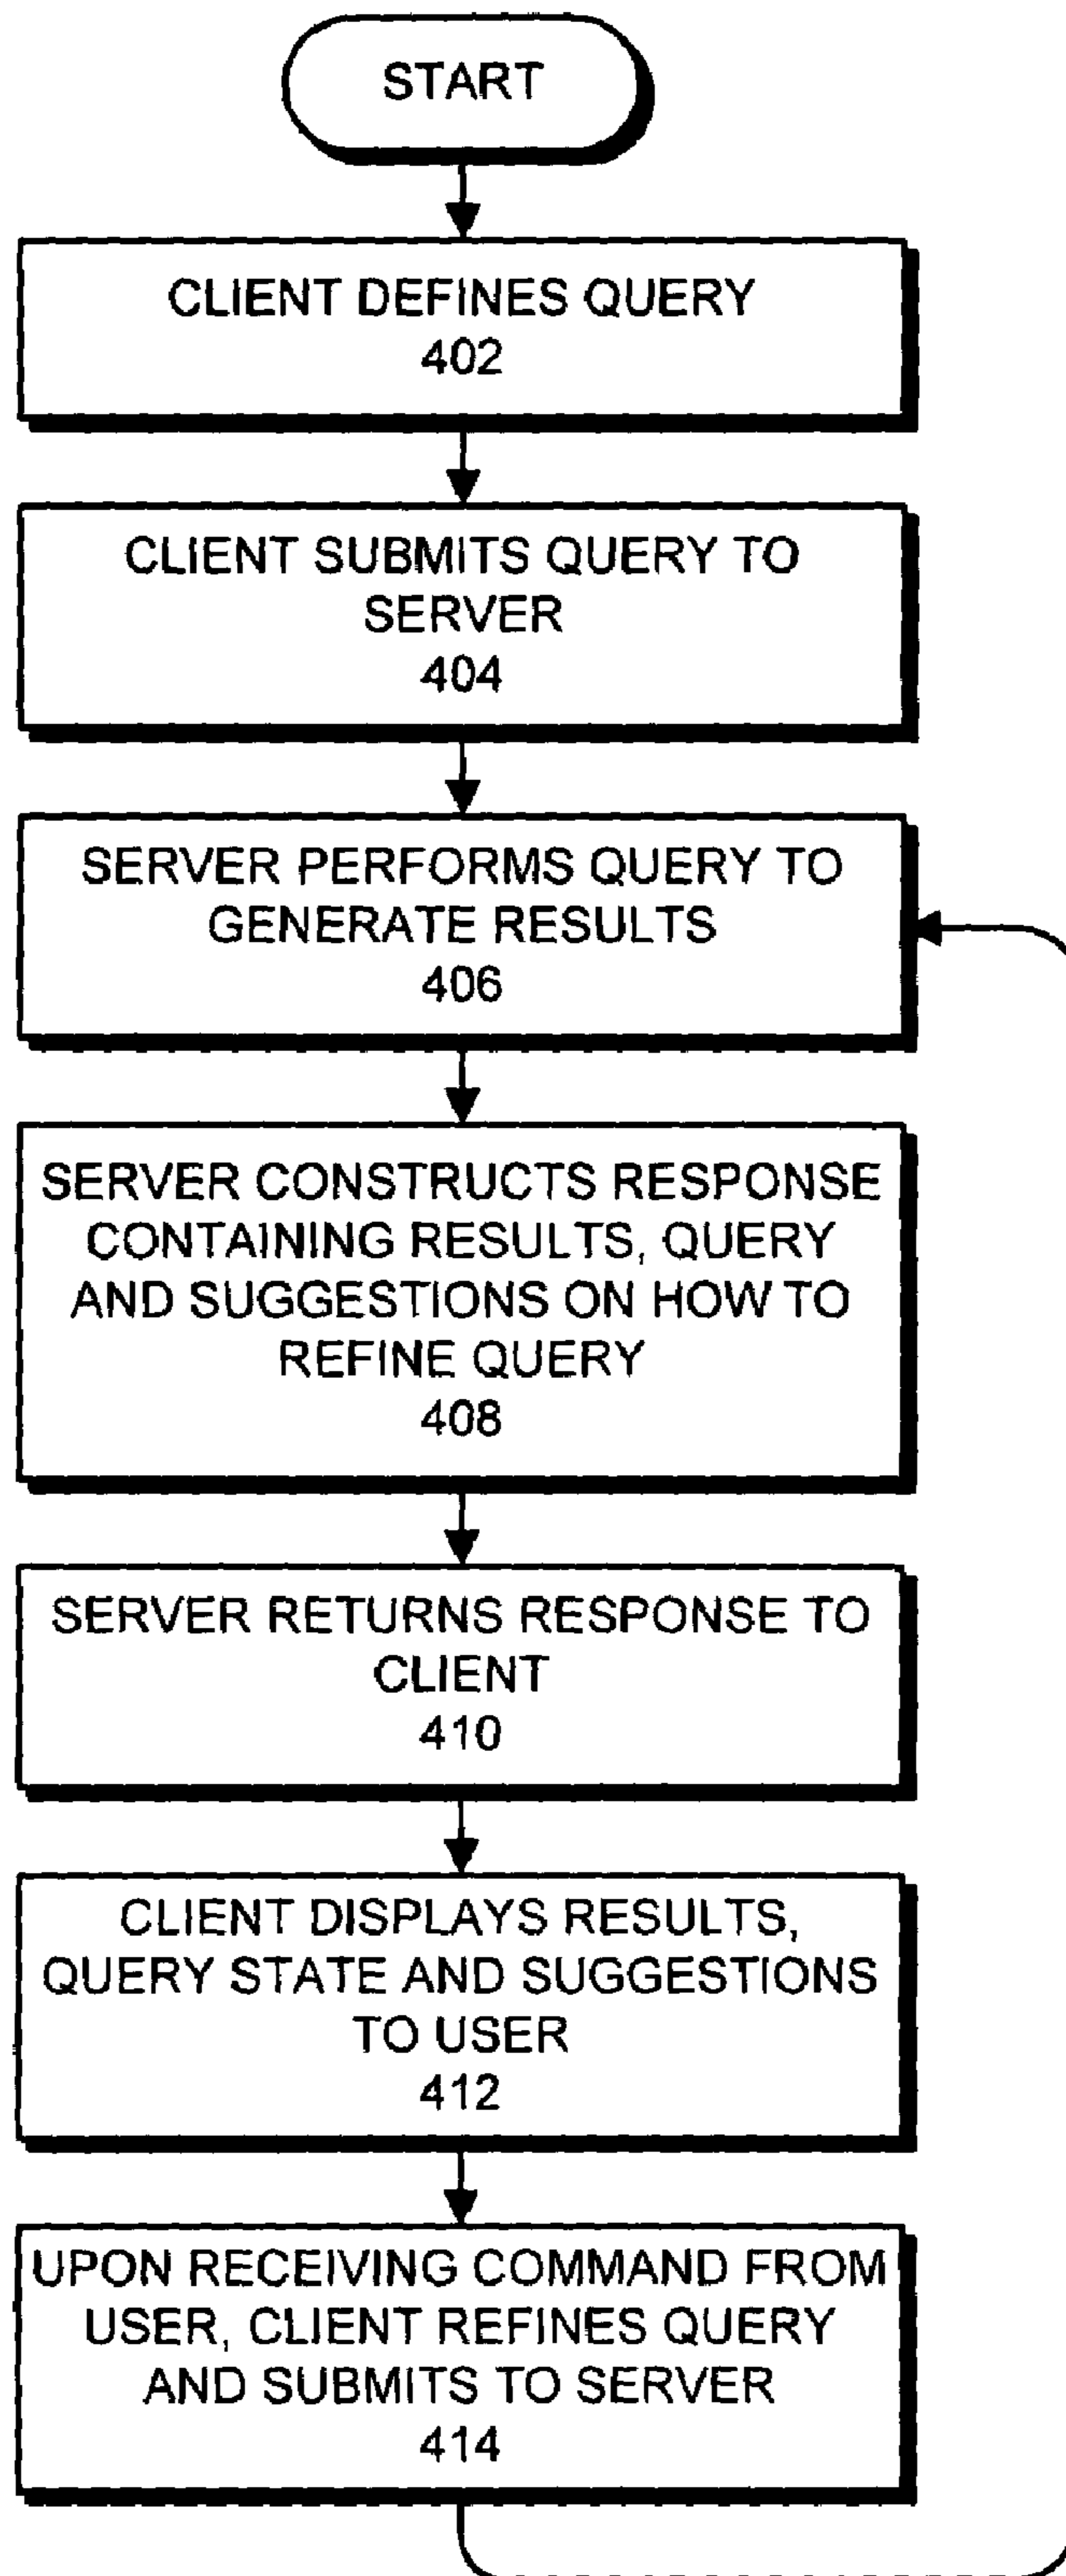 START
CLIENT DEFINES QUERY
402
CLIENT SUBMITS QUERY TO
SERVER
404
SERVER PERFORMS QUERY TO
GENERATE RESULTS
406
SERVER CONSTRUCTS RESPONSE
CONTAINING RESULTS, QUERY
AND SUGGESTIONS ON HOW TO
REFINE QUERY
408
SERVER RETURNS RESPONSE TO
CLIENT
410
CLIENT DISPLAYS RESULTS,
QUERY STATE AND SUGGESTIONS
TO USER
412
UPON RECEIVING COMMAND FROM
USER, CLIENT REFINES QUERY
AND SUBMITS TO SERVER
414